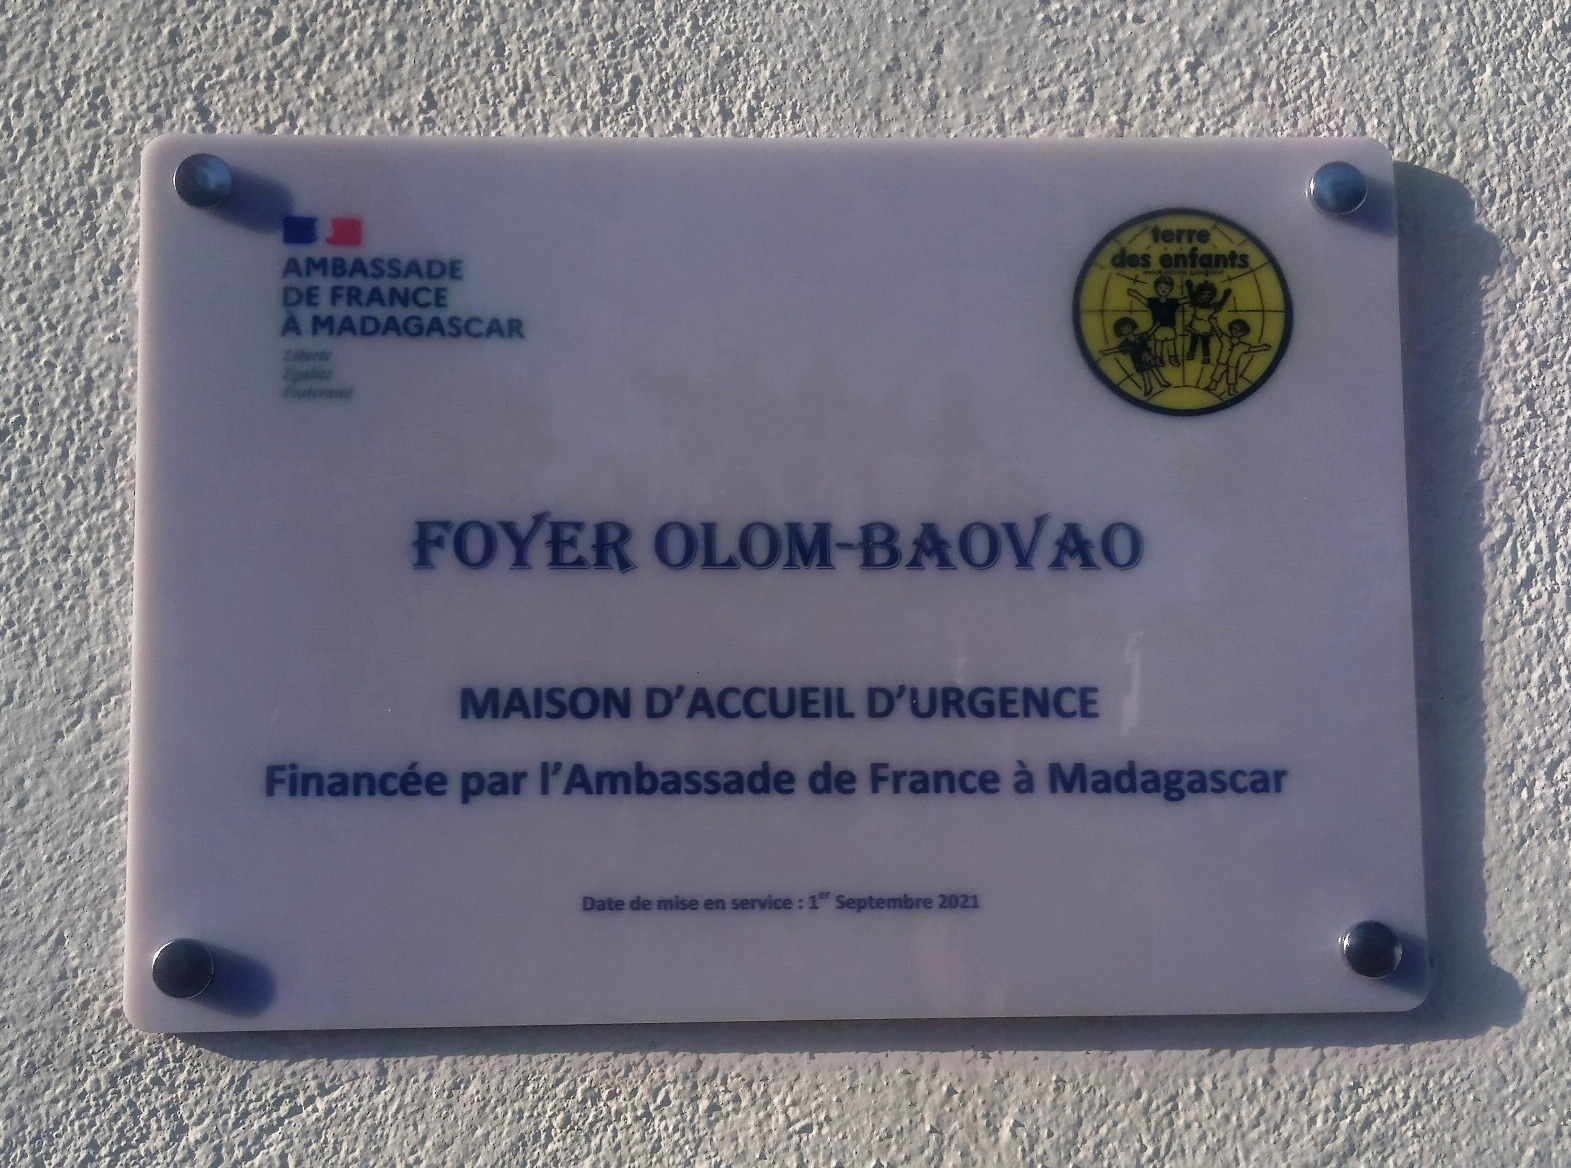 AMBASSADE
DE FRANCE
À MADAGASCAR
Liberté
Égalité
Fraternité
terre
des enfants
FOYER OLOM-BAOVAO
MAISON D’ACCUEIL D’URGENCE
Financée par l’Ambassade de France à Madagascar
Date de mise en service : 1er Septembre 2021